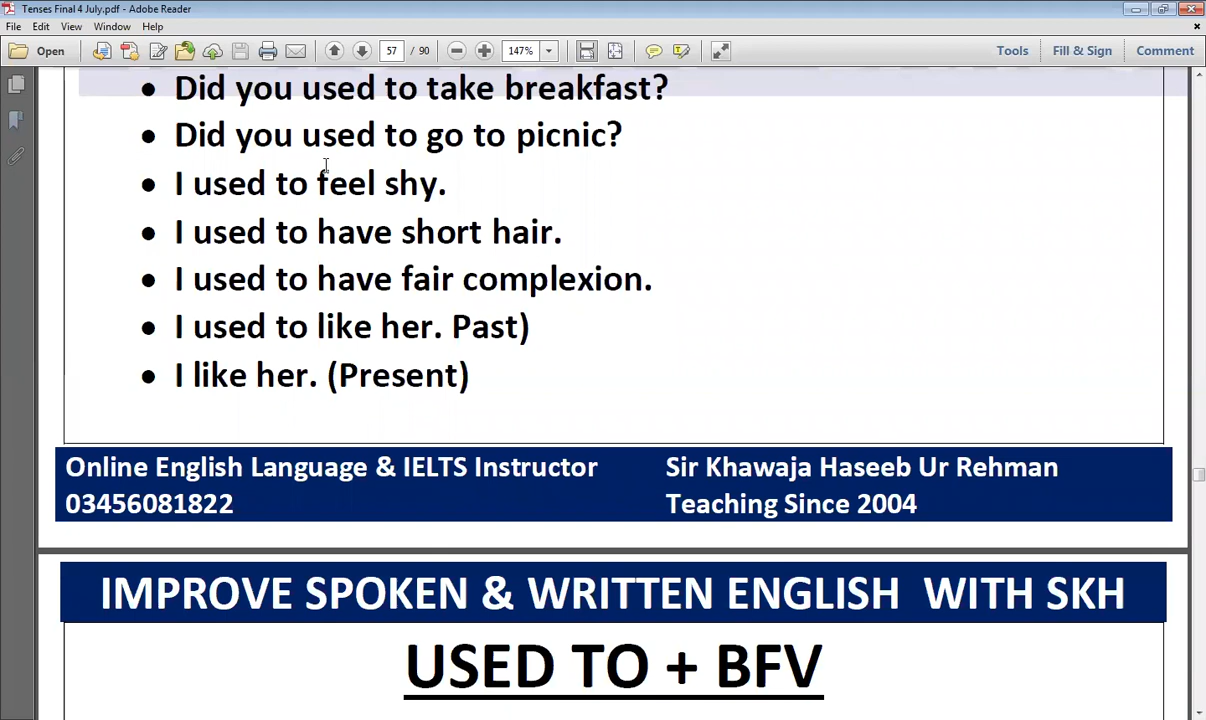 Tenses Final 4 July.pdf - Adobe Reader
File Edit View Window Help
Open 57 / 90 147% Tools Fill & Sign Comment
• Did you used to take breakfast?
• Did you used to go to picnic?
• I used to feel shy.
• I used to have short hair.
• I used to have fair complexion.
• I used to like her. Past)
• I like her. (Present)
Online English Language & IELTS Instructor Sir Khawaja Haseeb Ur Rehman
03456081822 Teaching Since 2004
IMPROVE SPOKEN & WRITTEN ENGLISH WITH SKH
USED TO + BFV